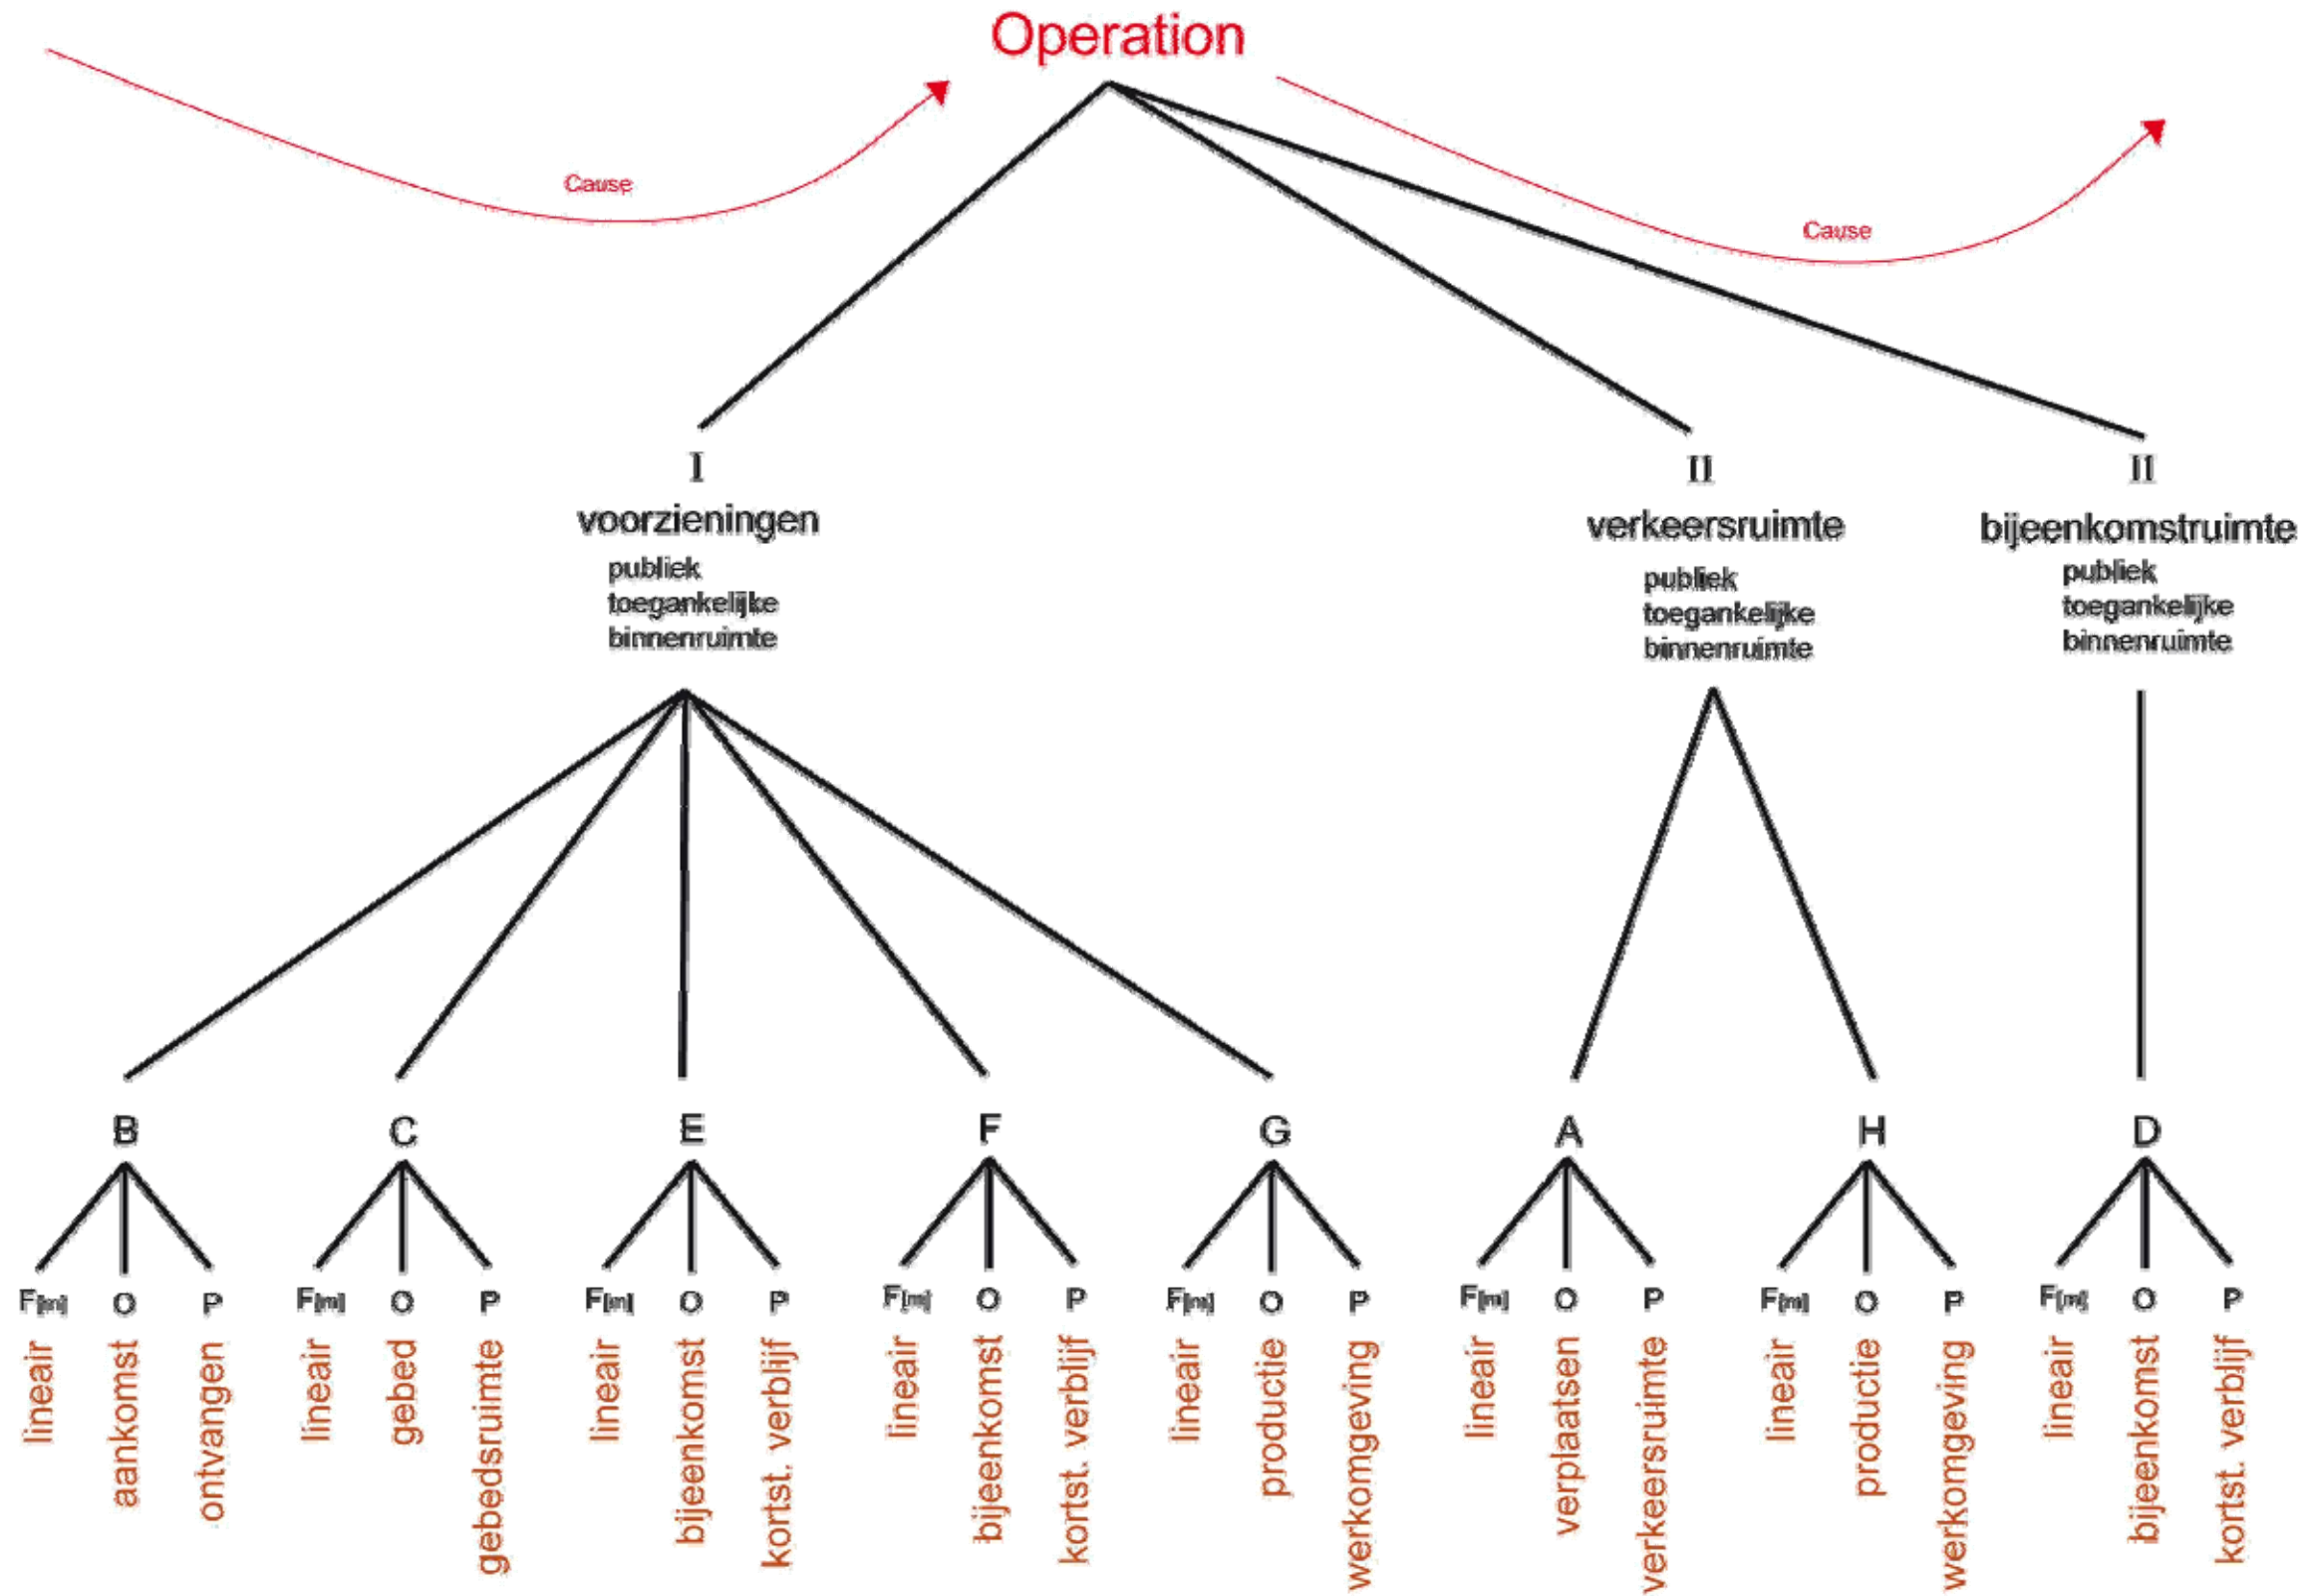 Operation
Cause
Cause
I
II
II
voorzieningen
verkeersruimte
bijeenkomstruimte
publiek
toegankelijke
binnenruimte
publiek
toegankelijke
binnenruimte
publiek
toegankelijke
binnenruimte
B
C
E
F
G
A
H
D
F[m] O P
F[m] O P
F[m] O P
F[m] O P
F[m] O P
F[m] O P
F[m] O P
F[m] O P
lineair
aankomst
ontvangen
lineair
gebed
gebedsruimte
lineair
bijeenkomst
kortst. verblijf
lineair
bijeenkomst
kortst. verblijf
lineair
productie
werkomgeving
lineair
verplaatsen
verkeersruimte
lineair
productie
werkomgeving
lineair
bijeenkomst
kortst. verblijf